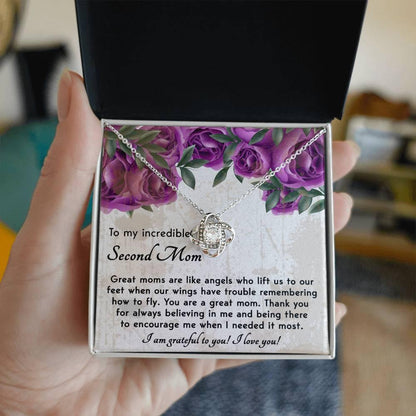 To my incredible
Second Mom
Great moms are like angels who lift us to our
feet when our wings have trouble remembering
how to fly. You are a great mom. Thank you
for always believing in me and being there
to encourage me when I needed it most.
I am grateful to you! I love you!